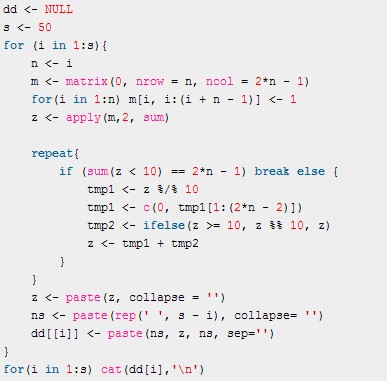 dd <- NULL
s <- 50
for (i in 1:s){
    n <- i
    m <- matrix(0, nrow = n, ncol = 2*n - 1)
    for(i in 1:n) m[i, i:(i + n - 1)] <- 1
    z <- apply(m,2, sum)

    repeat{
        if (sum(z < 10) == 2*n - 1) break else {
            tmp1 <- z %/% 10
            tmp1 <- c(0, tmp1[1:(2*n - 2)])
            tmp2 <- ifelse(z >= 10, z %% 10, z)
            z <- tmp1 + tmp2
        }
    }
    z <- paste(z, collapse = '')
    ns <- paste(rep(' ', s - i), collapse= '')
    dd[[i]] <- paste(ns, z, ns, sep='')
}
for(i in 1:s) cat(dd[i],'\n')